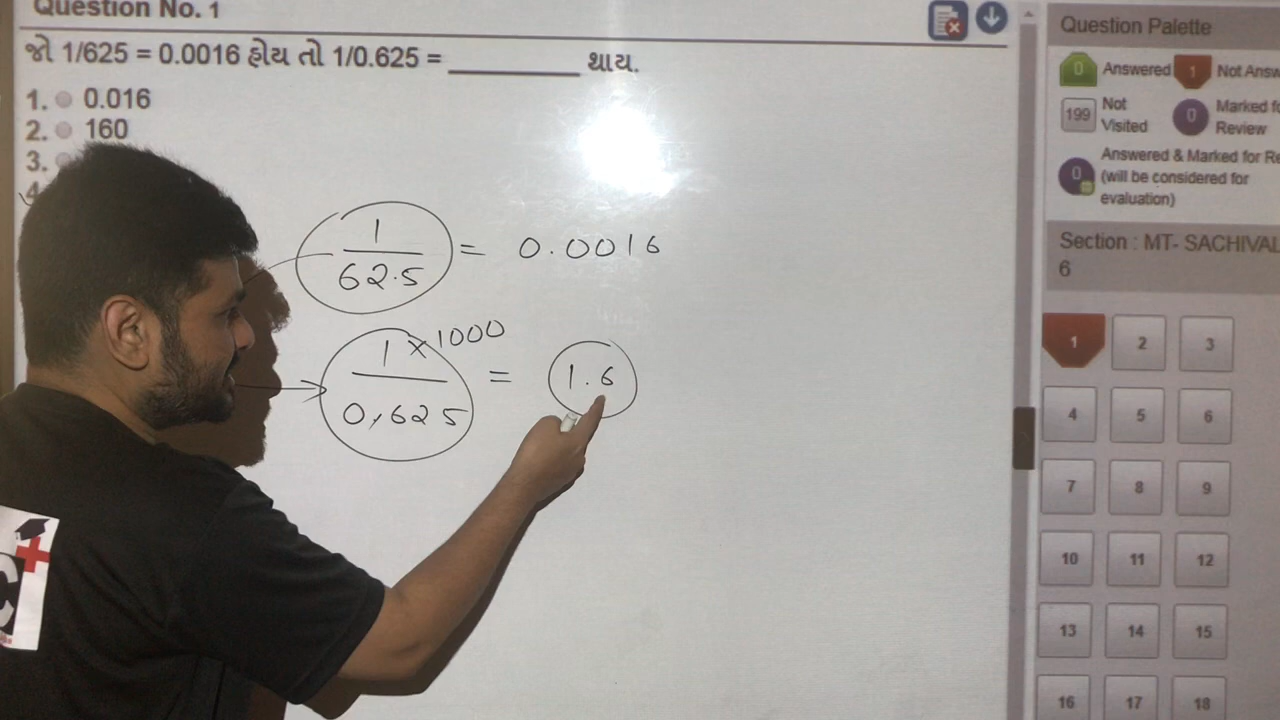 Question No. 1
જો 1/625 = 0.0016 હોય તો 1/0.625 = __________ થાય.
1. 0.016
2. 160
3.
4
1
62.5 = 0.0016
1 × 1000
0.625 = 1.6
Question Palette
0 Answered 1 Not Answ
199 Not Visited 0 Marked fo Review
0 Answered & Marked for Re (will be considered for evaluation)
Section : MT- SACHIVAL
6
1 2 3
4 5 6
7 8 9
10 11 12
13 14 15
16 17 18